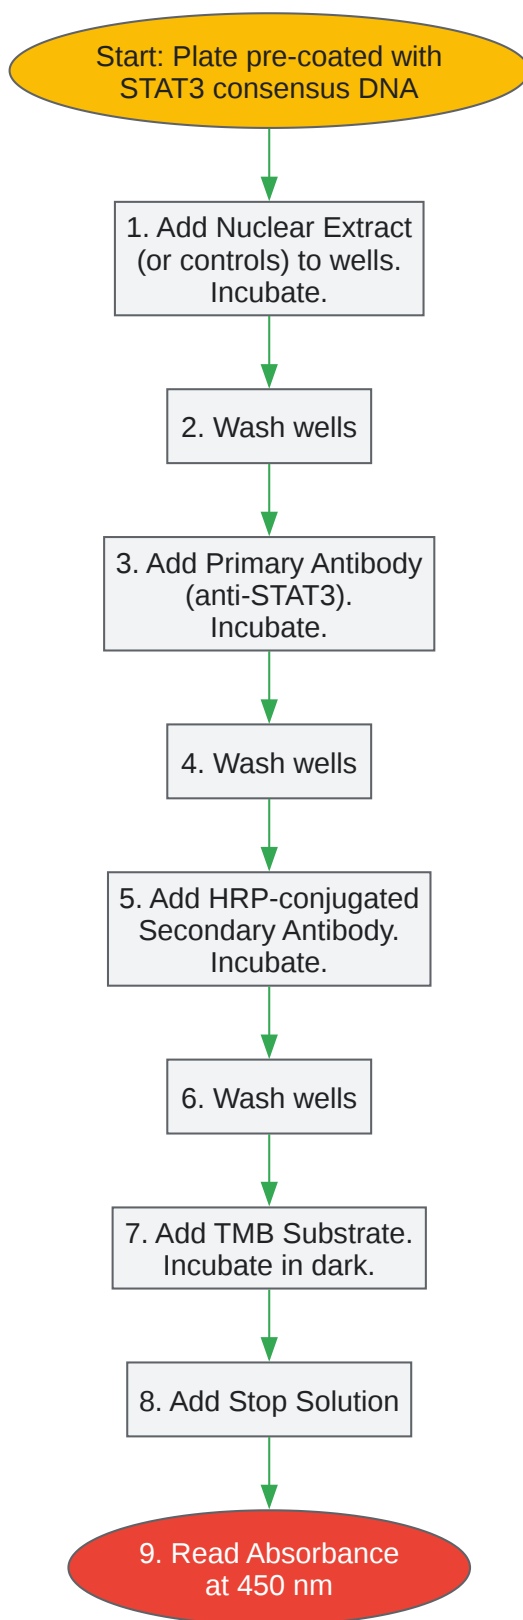 Start: Plate pre-coated with
STAT3 consensus DNA
1. Add Nuclear Extract
(or controls) to wells.
Incubate.
2. Wash wells
3. Add Primary Antibody
(anti-STAT3).
Incubate.
4. Wash wells
5. Add HRP-conjugated
Secondary Antibody.
Incubate.
6. Wash wells
7. Add TMB Substrate.
Incubate in dark.
8. Add Stop Solution
9. Read Absorbance
at 450 nm